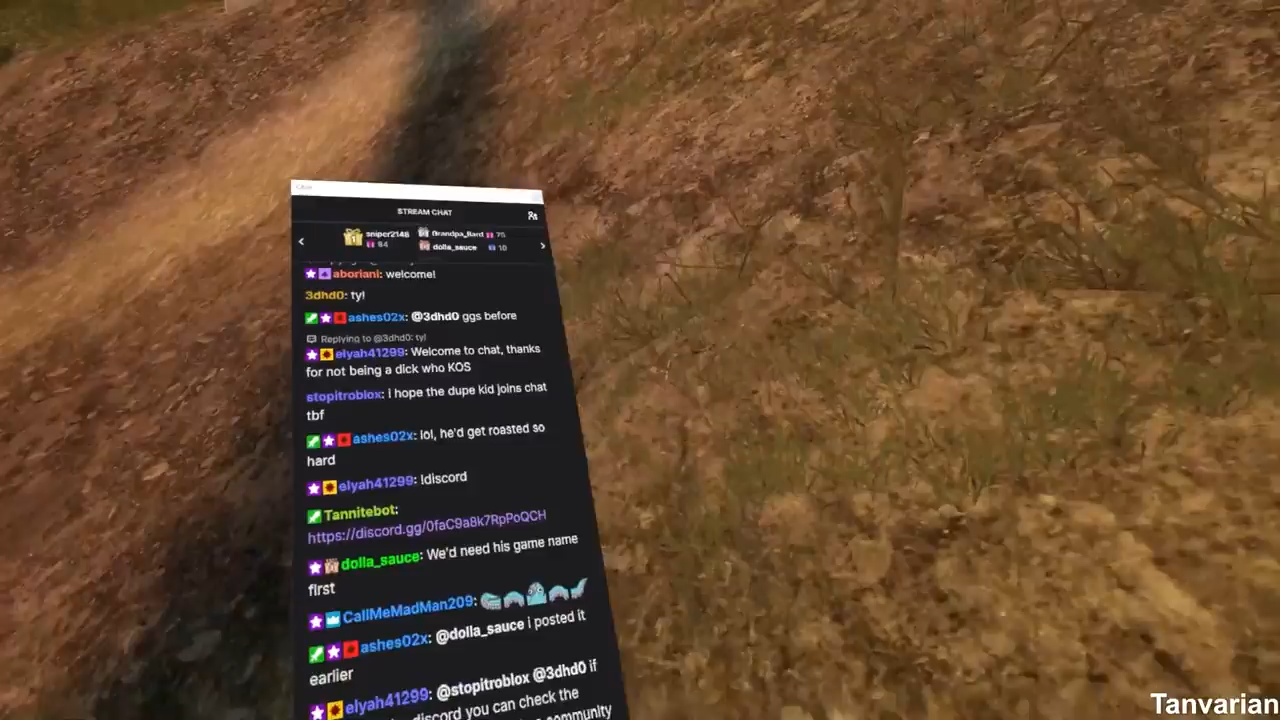 Chat
STREAM CHAT
sniper2148
84
Grandpa_Bard 75
dolla_sauce 10
aboriani: welcome!
3dhd0: ty!
ashes02x: @3dhd0 ggs before
Replying to @3dhd0: ty!
elyah41299: Welcome to chat, thanks
for not being a dick who KOS
stopitroblox: I hope the dupe kid joins chat
tbf
ashes02x: lol, he'd get roasted so
hard
elyah41299: !discord
Tannitebot:
https://discord.gg/0faC9a8k7RpPoQCH
dolla_sauce: We'd need his game name
first
CallMeMadMan209:
ashes02x: @dolla_sauce i posted it
earlier
elyah41299: @stopitroblox @3dhd0 if
discord you can check the
community
Tanvarian